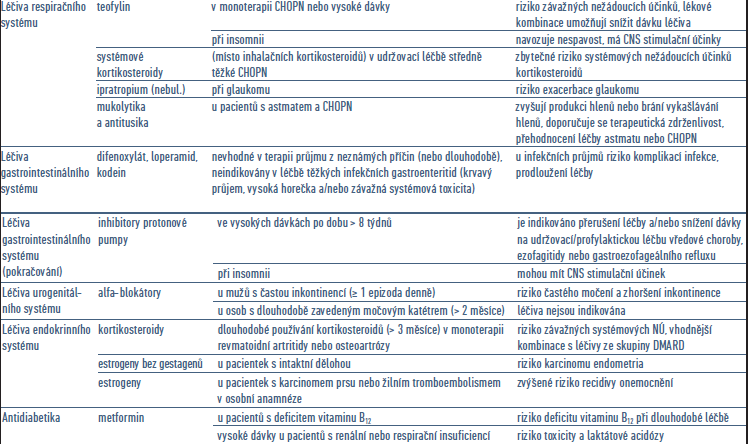 Léčiva respiračního teofylin v monoterapii CHOPN nebo vysoké dávky riziko závažných nežádoucích účinků, lékové
systému kombinace umožňují snížit dávku léčiva
při insomnii navozuje nespavost, má CNS stimulační účinky
systémové (místo inhalačních kortikosteroidů) v udržovací léčbě středně zbytečné riziko systémových nežádoucích účinků
kortikosteroidy těžké CHOPN kortikosteroidů
ipratropium (nebul.) při glaukomu riziko exacerbace glaukomu
mukolytika u pacientů s astmatem a CHOPN zvyšují produkci hlenů nebo brání vykašlávání
a antitusika hlenů, doporučuje se terapeutická zdrženlivost,
přehodnocení léčby astmatu nebo CHOPN
Léčiva difenoxylát, loperamid, nevhodné v terapii průjmu z neznámých příčin (nebo dlouhodobě), u infekčních průjmů riziko komplikací infekce,
gastrointestinálního kodein neindikovány v léčbě těžkých infekčních gastroenteritid (krvavý prodloužení léčby
systému průjem, vysoká horečka a/nebo závažná systémová toxicita)
Léčiva inhibitory protonové ve vysokých dávkách po dobu > 8 týdnů je indikováno přerušení léčby a/nebo snížení dávky
gastrointestinálního pumpy na udržovací/profylaktickou léčbu vředové choroby,
systému ezofagitidy nebo gastroezofageálního refluxu
(pokračování) při insomnii mohou mít CNS stimulační účinek
Léčiva urogenitál- alfa-blokátory u mužů s častou inkontinencí (≥ 1 epizoda denně) riziko častého močení a zhoršení inkontinence
ního systému u osob s dlouhodobě zavedeným močovým katétrem (> 2 měsíce) léčiva nejsou indikována
Léčiva endokrinního kortikosteroidy dlouhodobé používání kortikosteroidů (> 3 měsíce) v monoterapii riziko závažných systémových NÚ, vhodnější
systému revmatoidní artritidy nebo osteoartrózy kombinace s léčivy ze skupiny DMARD
estrogeny bez gestagenů u pacientek s intaktní dělohou riziko karcinomu endometria
estrogeny u pacientek s karcinomem prsu nebo žilním tromboembolismem zvýšené riziko recidivy onemocnění
v osobní anamnéze
Antidiabetika metformin u pacientů s deficitem vitaminu B12 riziko deficitu vitaminu B12 při dlouhodobé léčbě
vysoké dávky u pacientů s renální nebo respirační insuficiencí riziko toxicity a laktátové acidózy